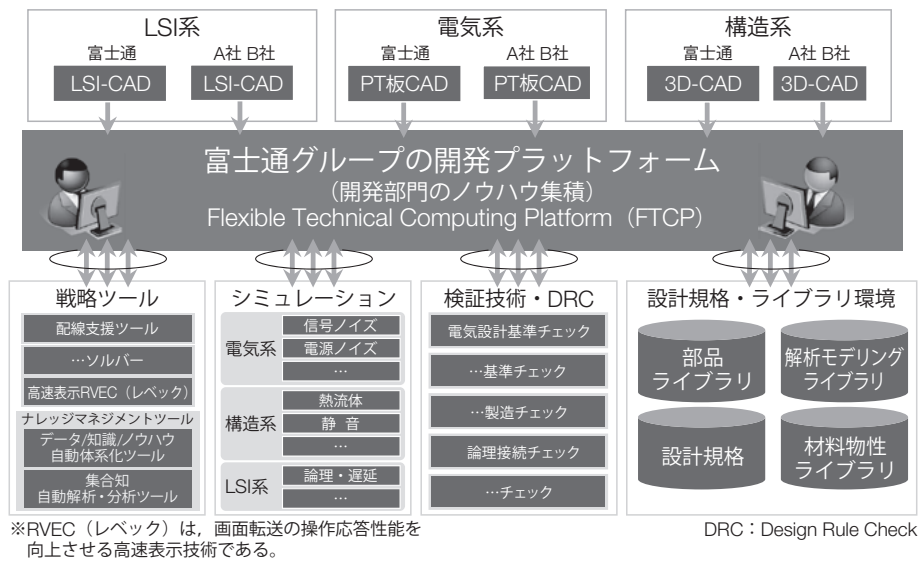 LSI系
電気系
構造系
富士通
A社 B社
富士通
A社 B社
富士通
A社 B社
LSI-CAD
LSI-CAD
PT板CAD
PT板CAD
3D-CAD
3D-CAD
富士通グループの開発プラットフォーム
（開発部門のノウハウ集積）
Flexible Technical Computing Platform（FTCP）
戦略ツール
配線支援ツール
…ソルバー
高速表示RVEC（レベック）
ナレッジマネジメントツール
データ/知識/ノウハウ
自動体系化ツール
集合知
自動解析・分析ツール
シミュレーション
電気系
信号ノイズ
電源ノイズ
…
構造系
熱流体
静 音
…
LSI系
論理・遅延
…
検証技術・DRC
電気設計基準チェック
…基準チェック
…製造チェック
論理接続チェック
…チェック
設計規格・ライブラリ環境
部品
ライブラリ
解析モデリング
ライブラリ
設計規格
材料物性
ライブラリ
※RVEC（レベック）は，画面転送の操作応答性能を
向上させる高速表示技術である。
DRC：Design Rule Check